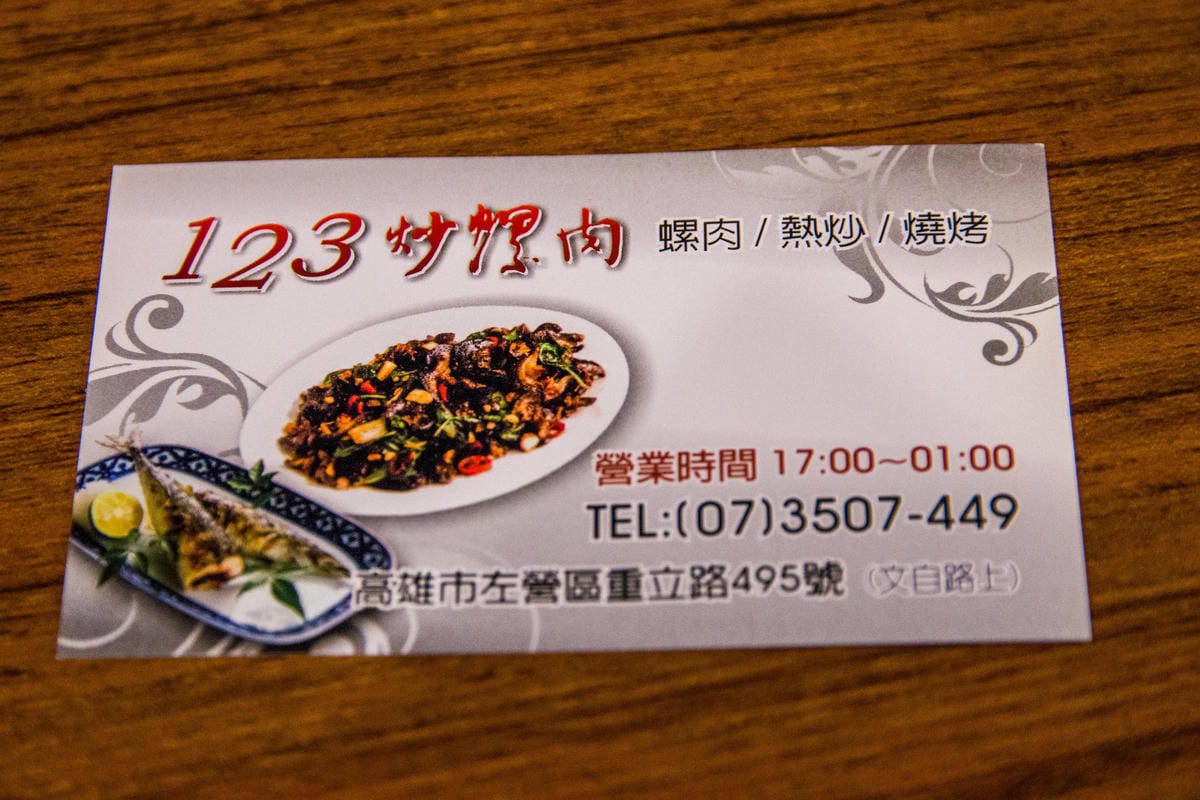 123炒螺肉 螺肉/熱炒/燒烤
營業時間 17:00~01:00
TEL:(07)3507-449
高雄市左營區重立路495號 (文自路上)